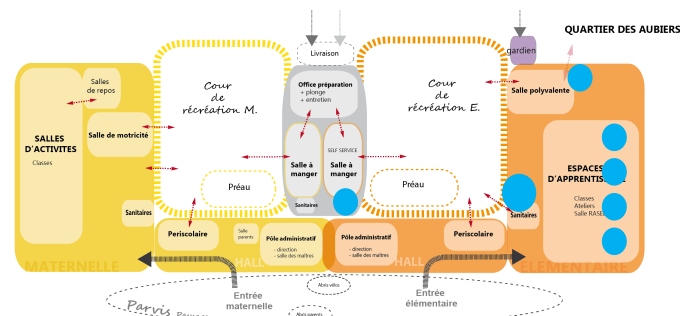 QUARTIER DES AUBIERS
gardien
Livraison
Salles
de repos
Salle de motricité
SALLES
D'ACTIVITES
Classes
Sanitaires
MATERNELLE
Cour
de
récréation M.
Préau
Office préparation
+ plonge
+ entretien
SELF SERVICE
Salle à
manger
Salle à
manger
Sanitaires
Cour
de
récréation E.
Préau
Salle polyvalente
ESPACES
D'APPRENTIS
Classes
Ateliers
Salle RASE
Sanitaires
ELEMENTAIRE
Periscolaire
Salle
parents
Pôle administratif
- direction
- salle des maîtres
HALL
Pôle administratif
- direction
- salle des maîtres
HALL
Periscolaire
Abris vélos
Entrée
maternelle
Entrée
élémentaire
Parvis
Abris parents